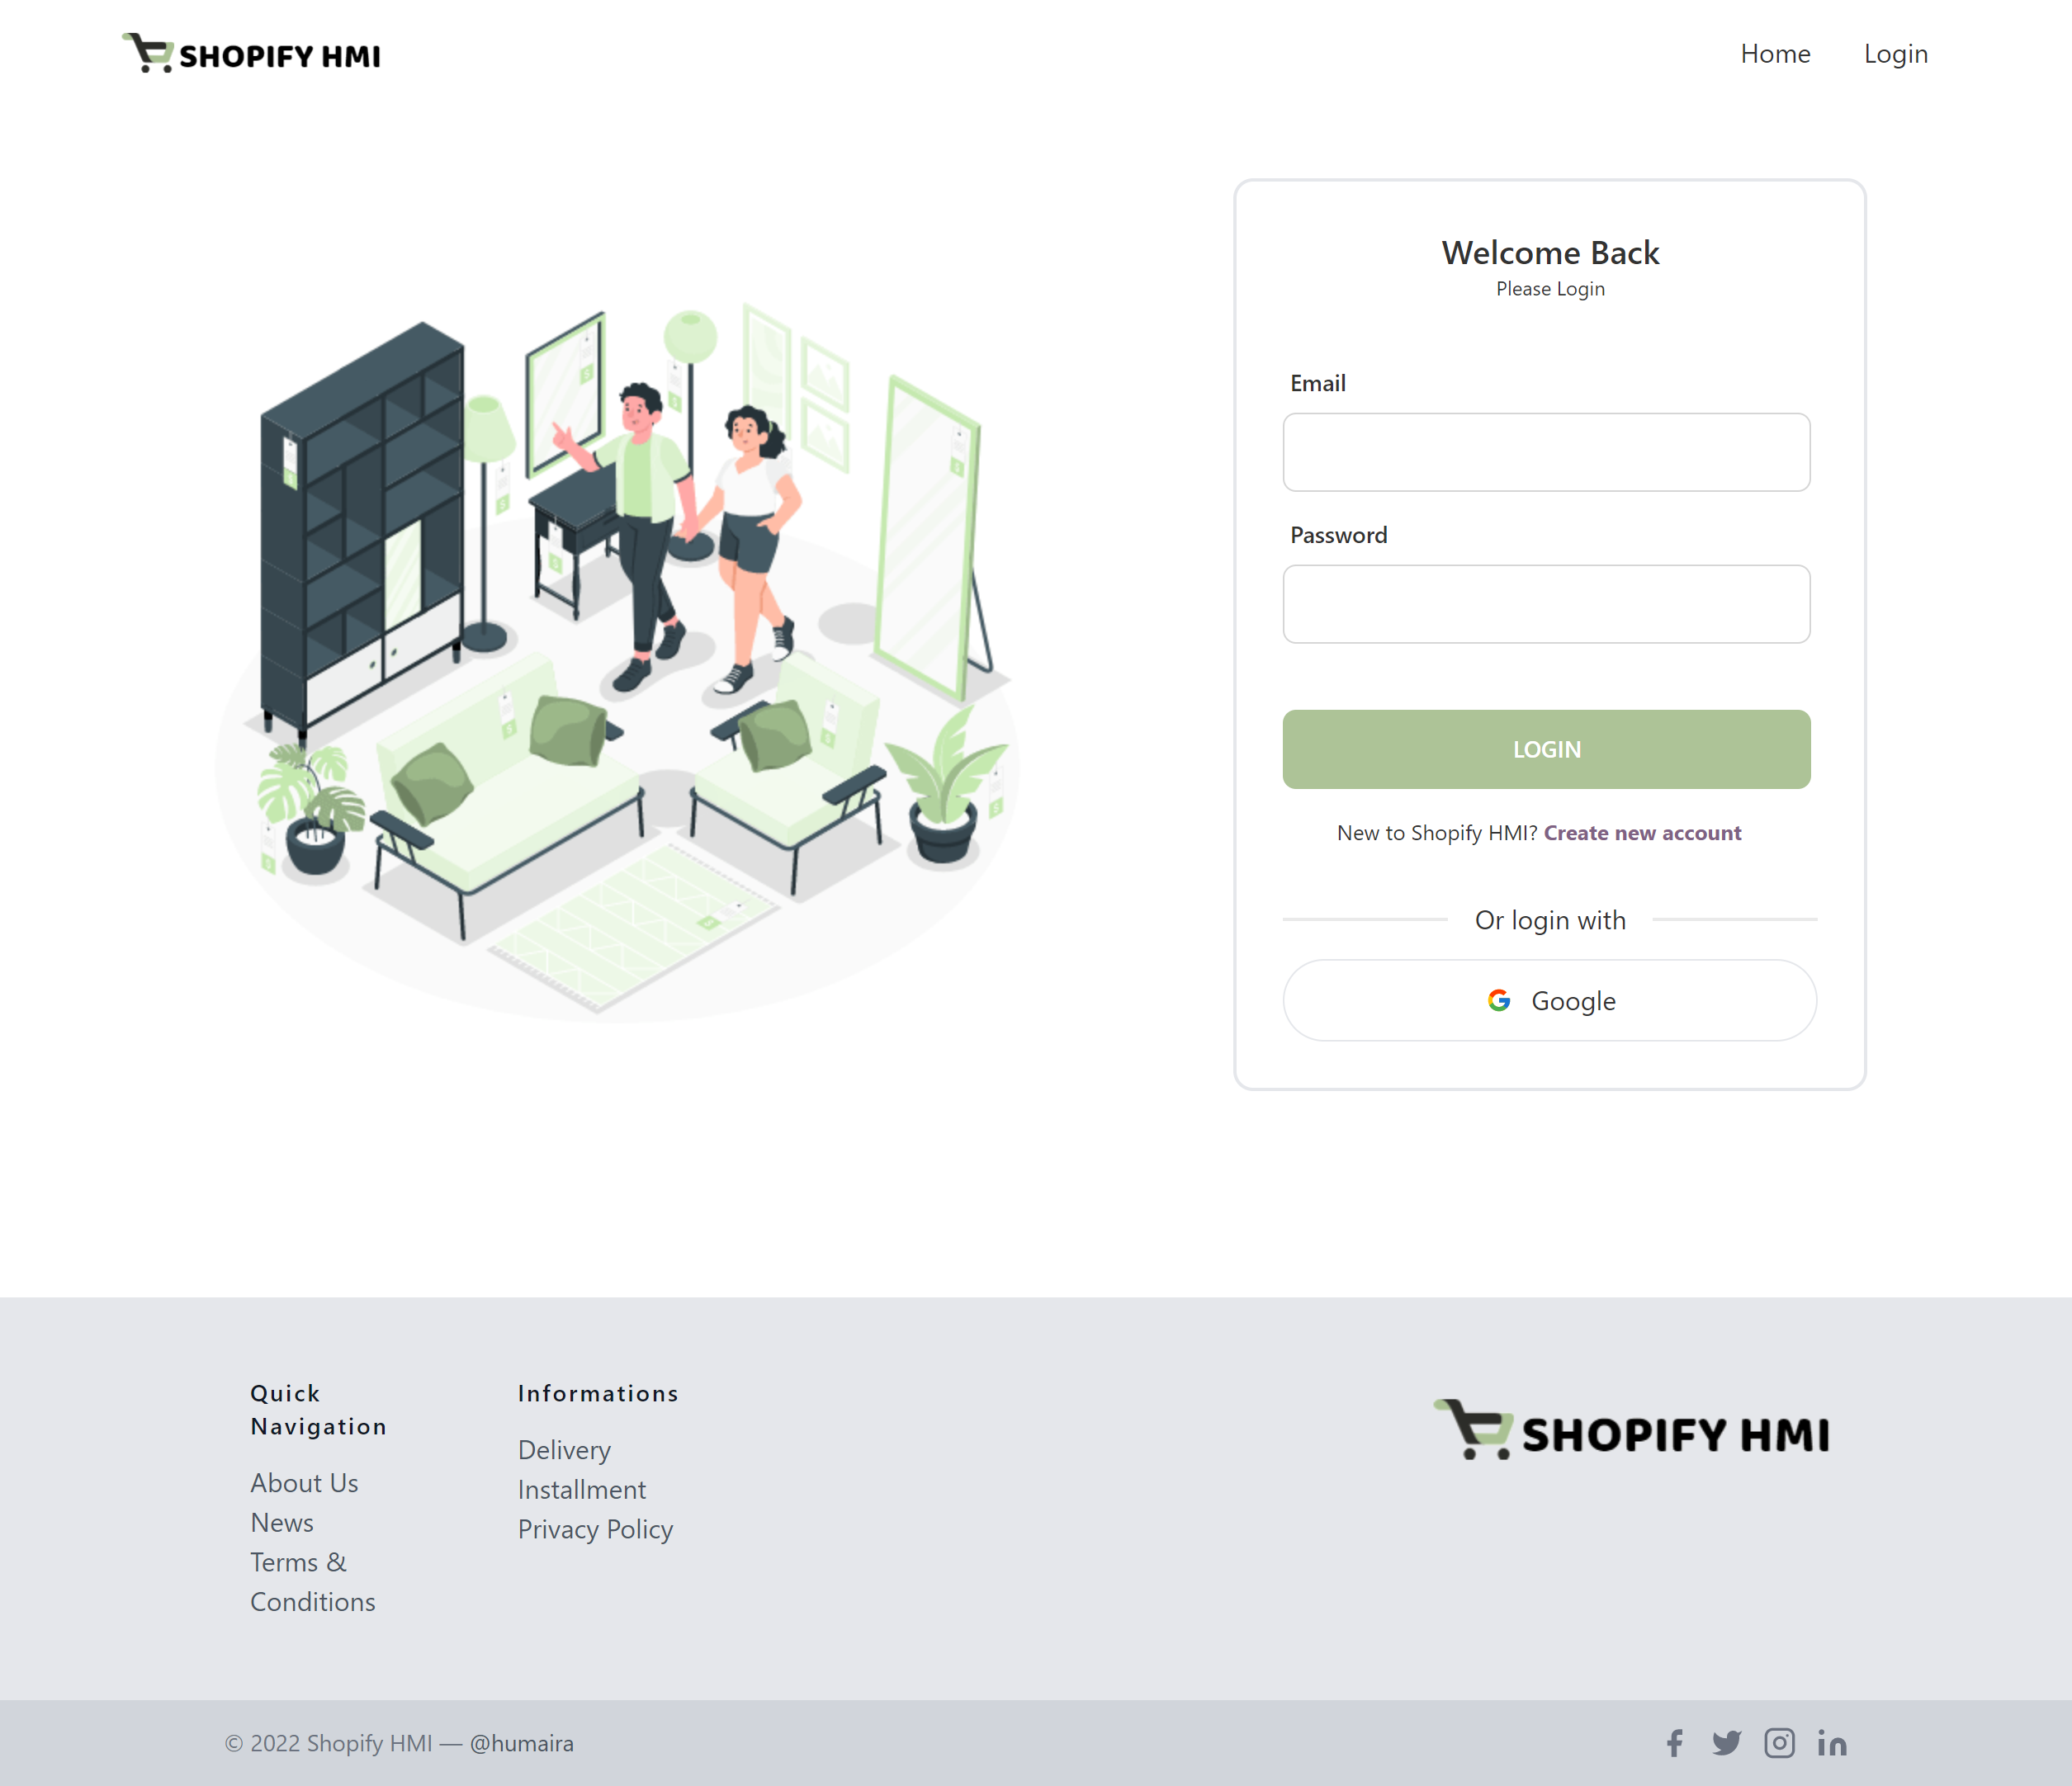 SHOPIFY HMI
Home
Login
Welcome Back
Please Login
Email
Password
LOGIN
New to Shopify HMI? Create new account
Or login with
Google
Quick
Navigation
About Us
News
Terms &
Conditions
Informations
Delivery
Installment
Privacy Policy
SHOPIFY HMI
© 2022 Shopify HMI — @humaira